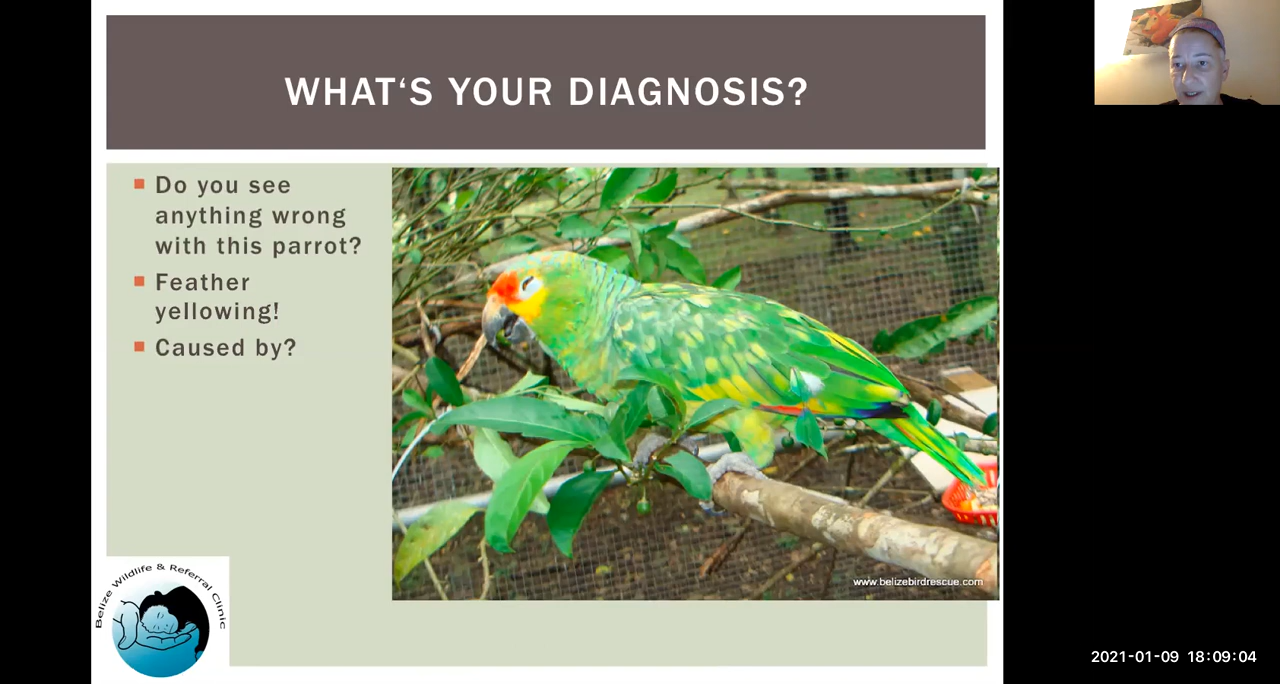 WHAT‘S YOUR DIAGNOSIS?
Do you see
anything wrong
with this parrot?
Feather
yellowing!
Caused by?
www.belizebirdrescue.com
Belize Wildlife & Referral Clinic
2021-01-09 18:09:04